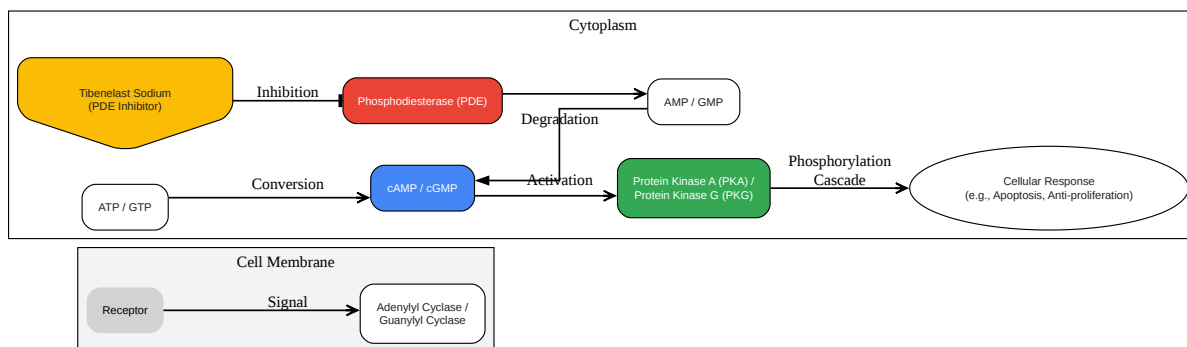 Cytoplasm
Tibenelast Sodium
(PDE Inhibitor)
Inhibition
Phosphodiesterase (PDE)
AMP / GMP
Degradation
ATP / GTP
Conversion
cAMP / cGMP
Activation
Protein Kinase A (PKA) /
Protein Kinase G (PKG)
Phosphorylation
Cascade
Cellular Response
(e.g., Apoptosis, Anti-proliferation)
Cell Membrane
Receptor
Signal
Adenylyl Cyclase /
Guanylyl Cyclase